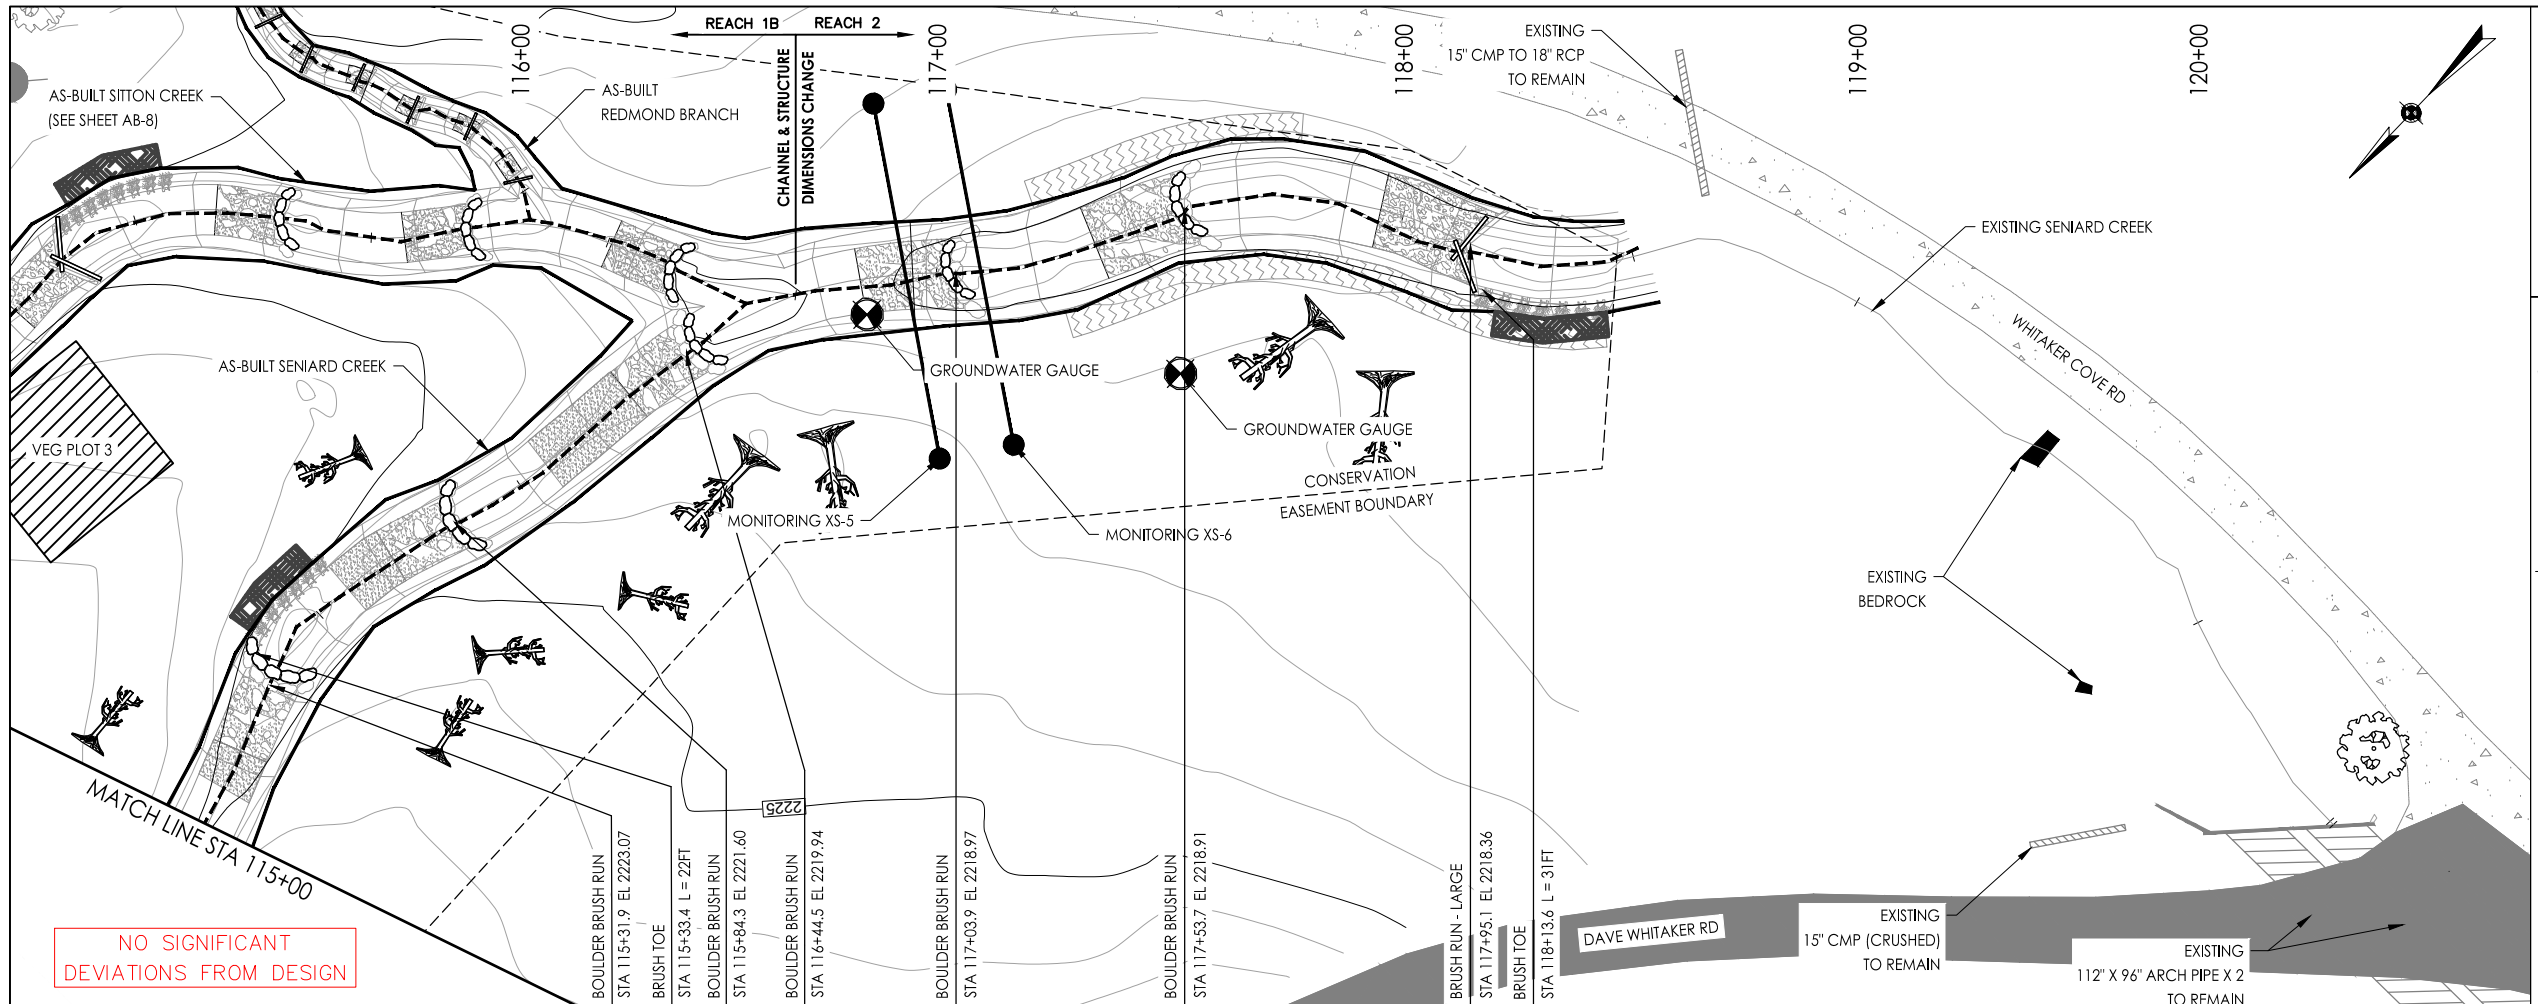 REACH 1B
REACH 2
116+00
117+00
118+00
119+00
120+00
CHANNEL & STRUCTURE
DIMENSIONS CHANGE
AS-BUILT SITTON CREEK
(SEE SHEET AB-8)
AS-BUILT
REDMOND BRANCH
EXISTING
15" CMP TO 18" RCP
TO REMAIN
EXISTING SENIARD CREEK
WHITAKER COVE RD
AS-BUILT SENIARD CREEK
GROUNDWATER GAUGE
GROUNDWATER GAUGE
VEG PLOT 3
CONSERVATION
EASEMENT BOUNDARY
MONITORING XS-5
MONITORING XS-6
EXISTING
BEDROCK
MATCH LINE STA 115+00
2225
NO SIGNIFICANT
DEVIATIONS FROM DESIGN
BOULDER BRUSH RUN
STA 115+31.9 EL 2223.07
BRUSH TOE
STA 115+33.4 L = 22FT
BOULDER BRUSH RUN
STA 115+84.3 EL 2221.60
BOULDER BRUSH RUN
STA 116+44.5 EL 2219.94
BOULDER BRUSH RUN
STA 117+03.9 EL 2218.97
BOULDER BRUSH RUN
STA 117+53.7 EL 2218.91
BRUSH RUN - LARGE
STA 117+95.1 EL 2218.36
BRUSH TOE
STA 118+13.6 L = 31FT
DAVE WHITAKER RD
EXISTING
15" CMP (CRUSHED)
TO REMAIN
EXISTING
112" X 96" ARCH PIPE X 2
TO REMAIN